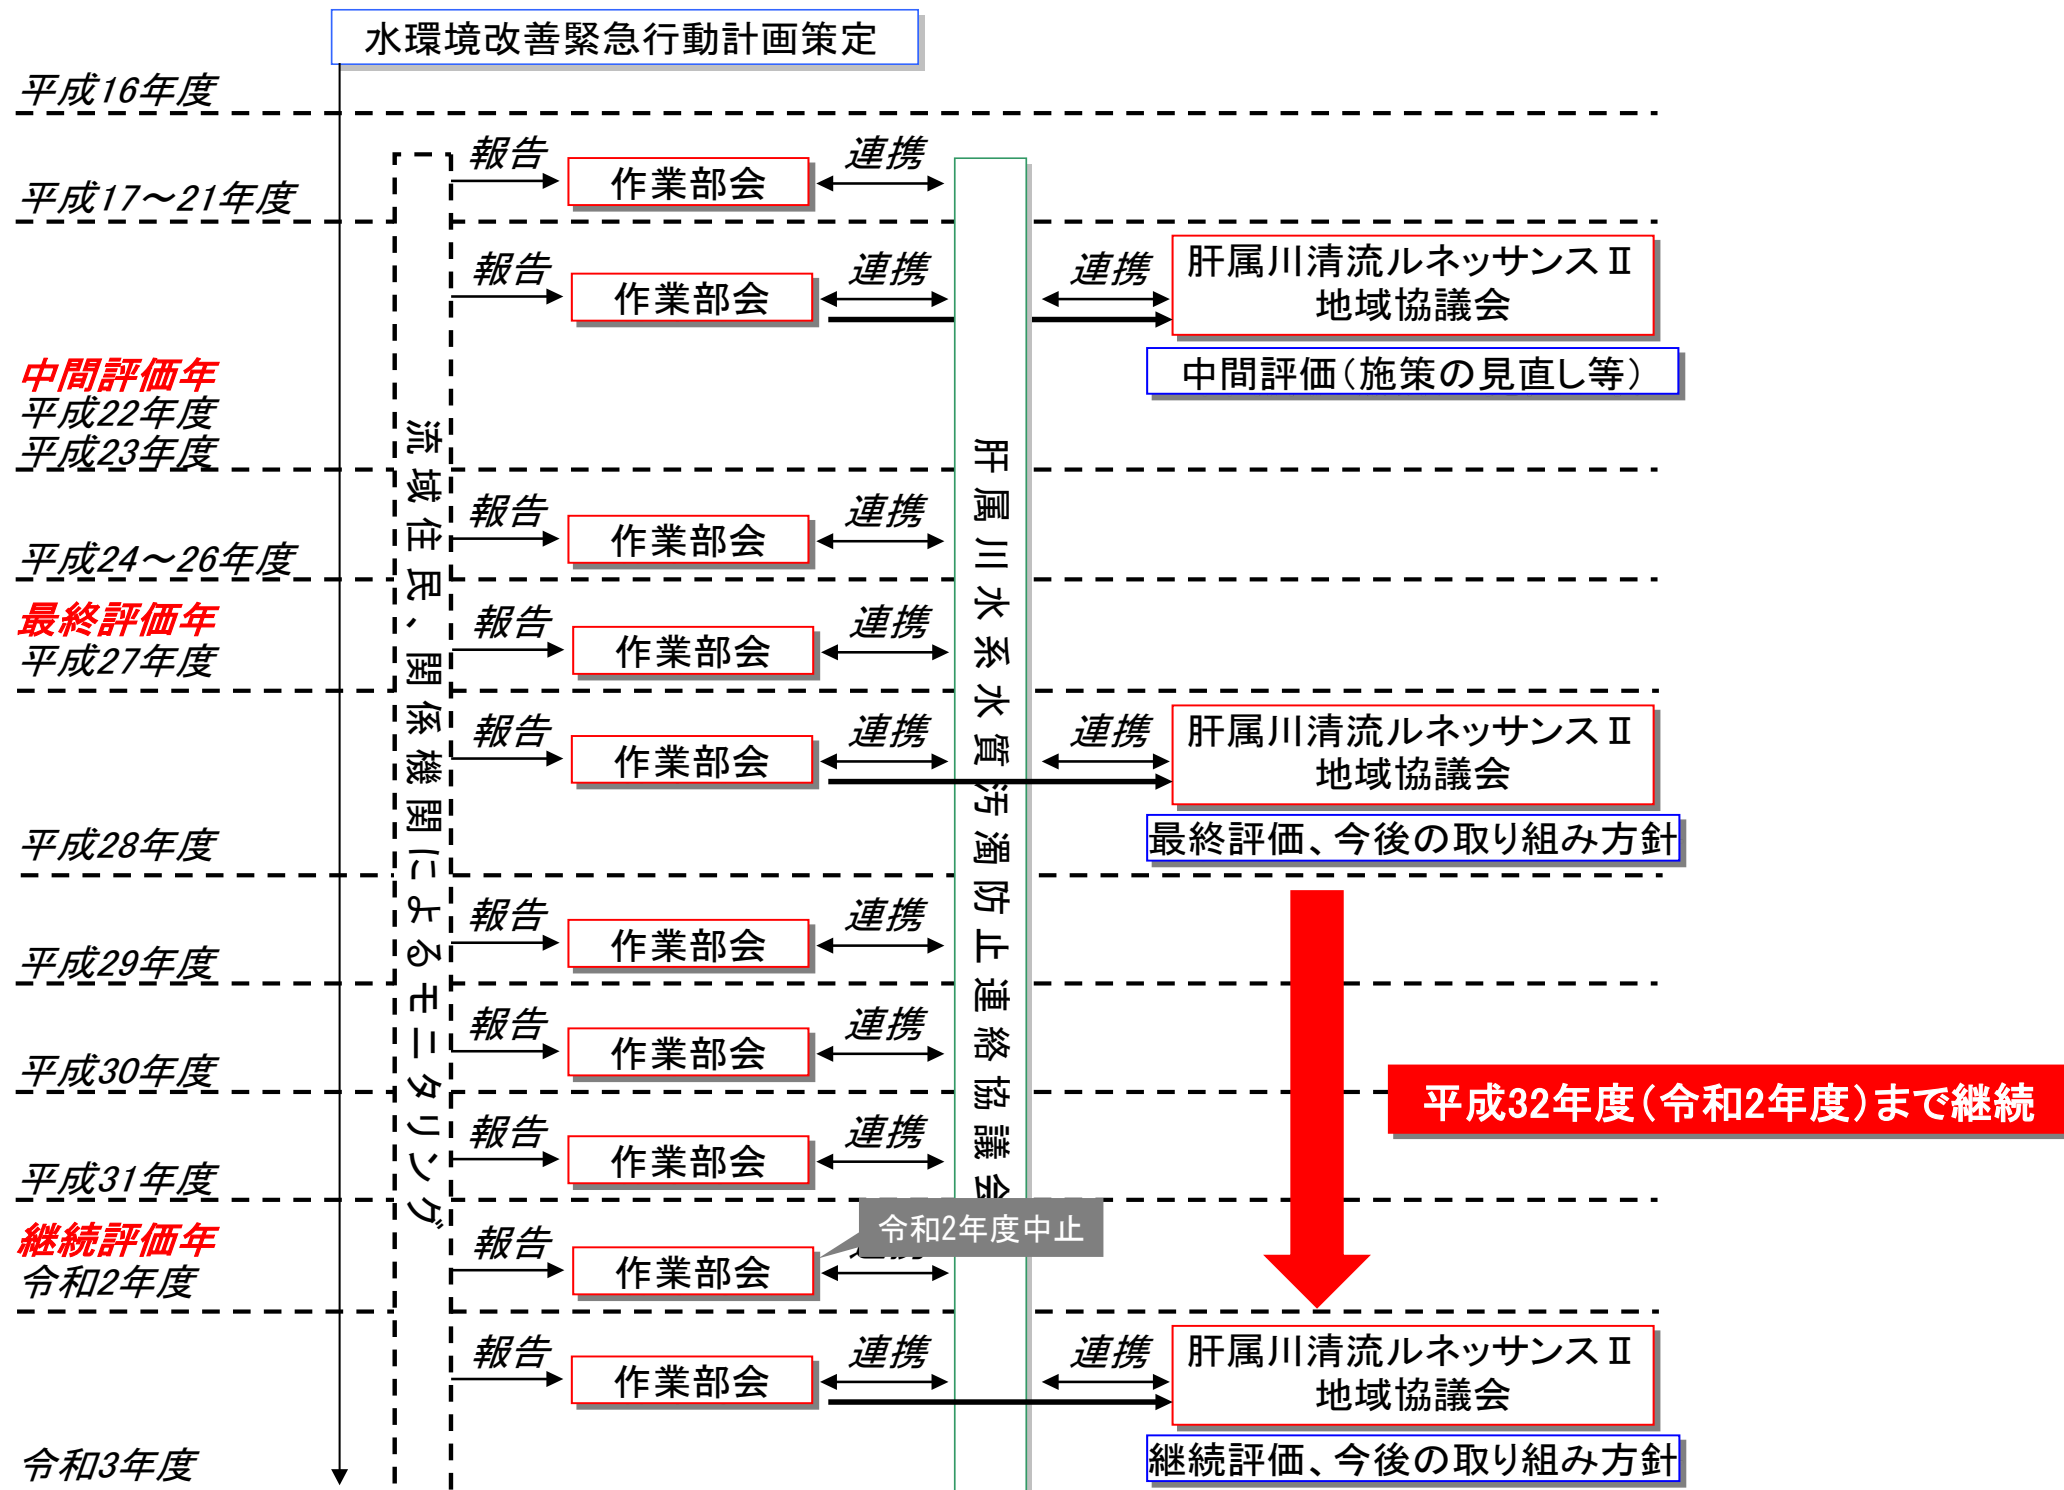 水環境改善緊急行動計画策定
平成16年度
報告
作業部会
連携
平成17～21年度
報告
作業部会
連携
連携
肝属川清流ルネッサンスⅡ
地域協議会
中間評価（施策の見直し等）
中間評価年
平成22年度
平成23年度
流域住民、関係機関によるモニタリング
肝属川水系水質汚濁防止連絡協議会
報告
作業部会
連携
平成24～26年度
最終評価年
平成27年度
報告
作業部会
連携
報告
作業部会
連携
連携
肝属川清流ルネッサンスⅡ
地域協議会
最終評価、今後の取り組み方針
平成28年度
報告
作業部会
連携
平成29年度
報告
作業部会
連携
平成30年度
平成32年度（令和2年度）まで継続
報告
作業部会
連携
平成31年度
継続評価年
令和2年度
報告
作業部会
令和2年度中止
連携
報告
作業部会
連携
連携
肝属川清流ルネッサンスⅡ
地域協議会
継続評価、今後の取り組み方針
令和3年度